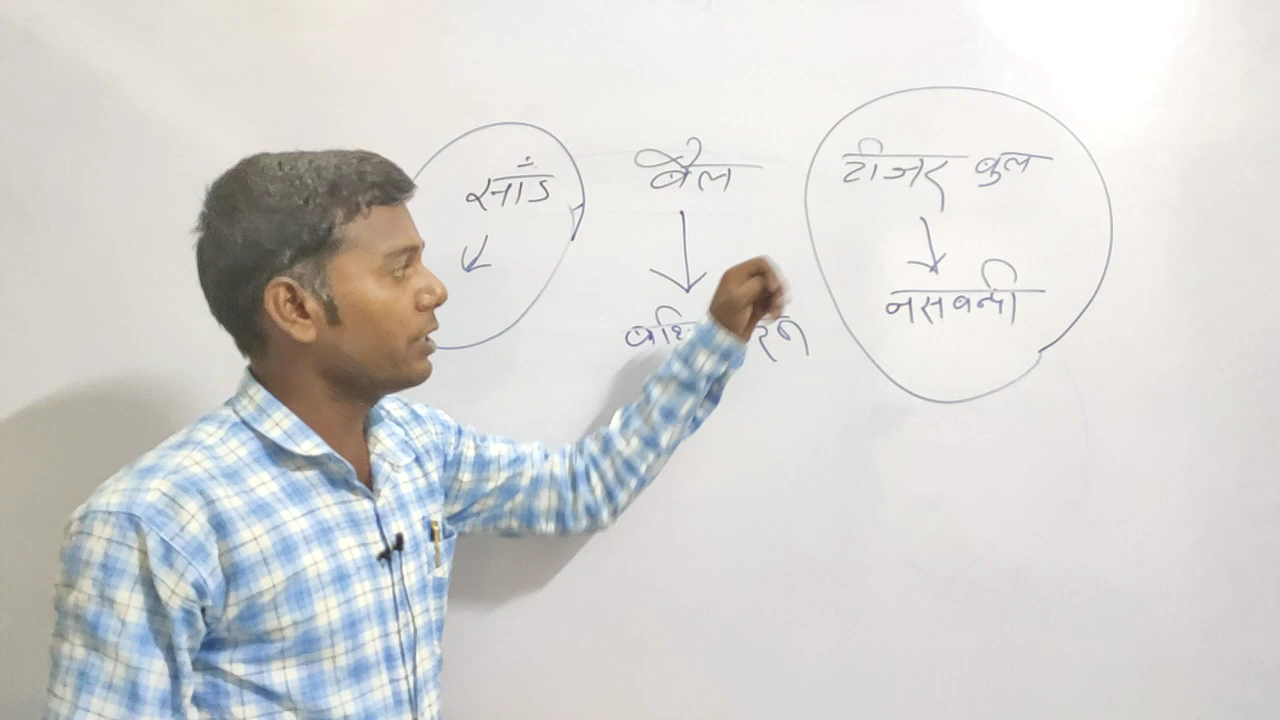 साँड
बैल
टीजर बुल
नसबन्दी